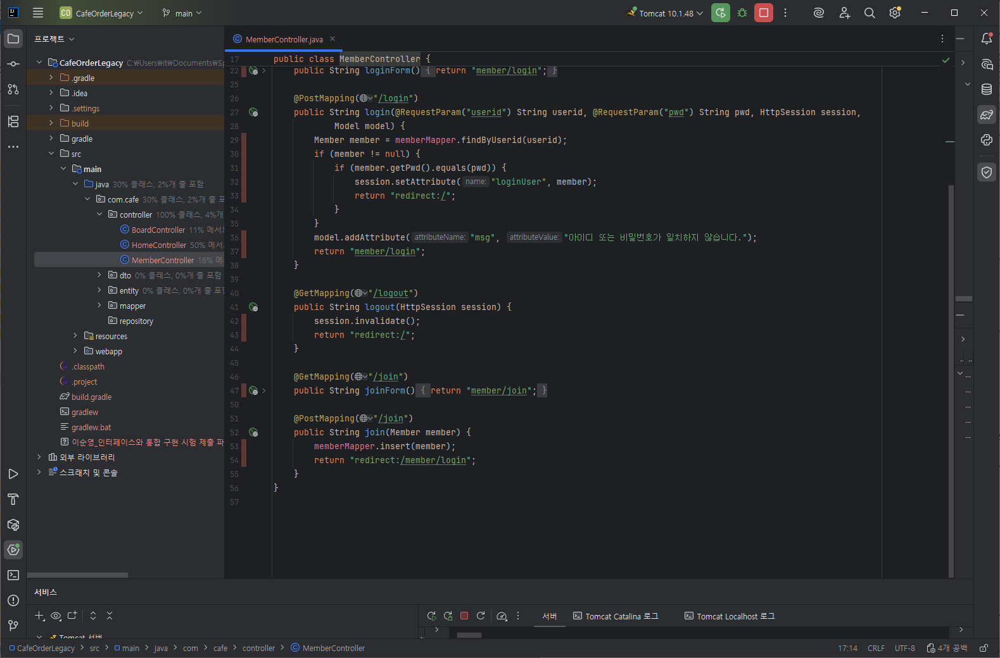 CO CafeOrderLegacy main Tomcat 10.1.48
프로젝트
MemberController.java
CafeOrderLegacy C:₩Users₩it₩Documents₩Sp
.gradle
.idea
.settings
build
gradle
src
main
java 30% 클래스, 2%개 줄 포함
com.cafe 30% 클래스, 2%개 줄 포
controller 100% 클래스, 4%개
BoardController 11% 메서드
HomeController 50% 메서드
MemberController 16% 메
dto 0% 클래스, 0%개 줄 포함
entity 0% 클래스, 0%개 줄 포함
mapper
repository
resources
webapp
.classpath
.project
build.gradle
gradlew
gradlew.bat
이순영_인터페이스와 통합 구현 시험 제출 파
외부 라이브러리
스크래치 및 콘솔
17 public class MemberController {
22 public String loginForm() { return "member/login"; }
25
26 @PostMapping("/login")
27 public String login(@RequestParam("userid") String userid, @RequestParam("pwd") String pwd, HttpSession session,
28 Model model) {
29 Member member = memberMapper.findByUserid(userid);
30 if (member != null) {
31 if (member.getPwd().equals(pwd)) {
32 session.setAttribute( name: "loginUser", member);
33 return "redirect:/";
34 }
35 }
36 model.addAttribute( attributeName: "msg", attributeValue: "아이디 또는 비밀번호가 일치하지 않습니다.");
37 return "member/login";
38 }
39
40 @GetMapping("/logout")
41 public String logout(HttpSession session) {
42 session.invalidate();
43 return "redirect:/";
44 }
45
46 @GetMapping("/join")
47 public String joinForm() { return "member/join"; }
50
51 @PostMapping("/join")
52 public String join(Member member) {
53 memberMapper.insert(member);
54 return "redirect:/member/login";
55 }
56 }
57
서비스
서버 Tomcat Catalina 로그 Tomcat Localhost 로그
Tomcat 서버
CafeOrderLegacy > src > main > java > com > cafe > controller > MemberController 17:14 CRLF UTF-8 4개 공백